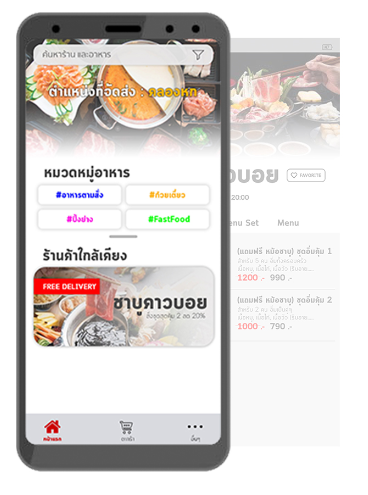 ค้นหาร้าน และอาหาร
ตำแหน่งที่จัดส่ง : คลองหก
หมวดหมู่อาหาร
#อาหารตามสั่ง
#ก๋วยเตี๋ยว
#ปิ้งย่าง
#FastFood
ร้านค้าใกล้เคียง
FREE DELIVERY
ชาบูคาวบอย
สั่งชุดสุดคุ้ม 2 ลด 20%
หน้าแรก
ตะกร้า
อื่นๆ
วบอย
FAVORITE
20:00
enu Set
Menu
(แถมฟรี หมึกซาบุ) ชุดอิ่มคุ้ม 1
1200 .- 990 .-
(แถมฟรี หมึกซาบุ) ชุดอิ่มคุ้ม 2
1000 .- 790 .-